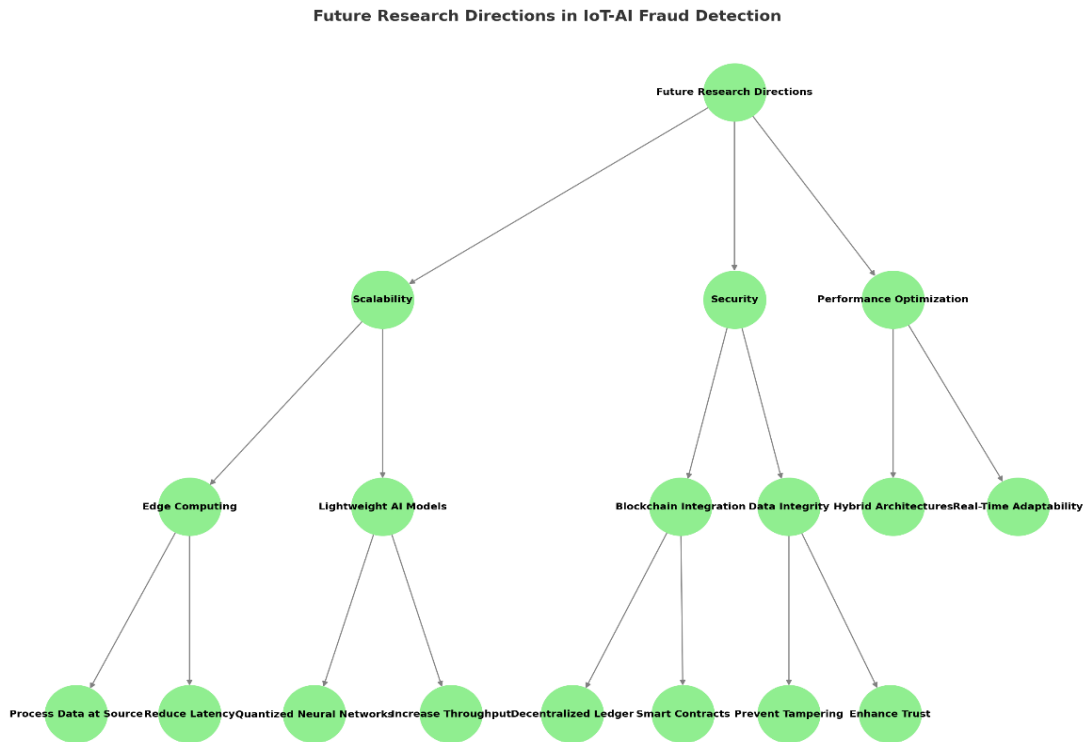 Future Research Directions in IoT-AI Fraud Detection
Future Research Directions
Scalability
Security
Performance Optimization
Edge Computing
Lightweight AI Models
Blockchain Integration
Data Integrity
Hybrid Architectures
Real-Time Adaptability
Process Data at Source
Reduce Latency
Quantized Neural Networks
Increase Throughput
Decentralized Ledger
Smart Contracts
Prevent Tampering
Enhance Trust